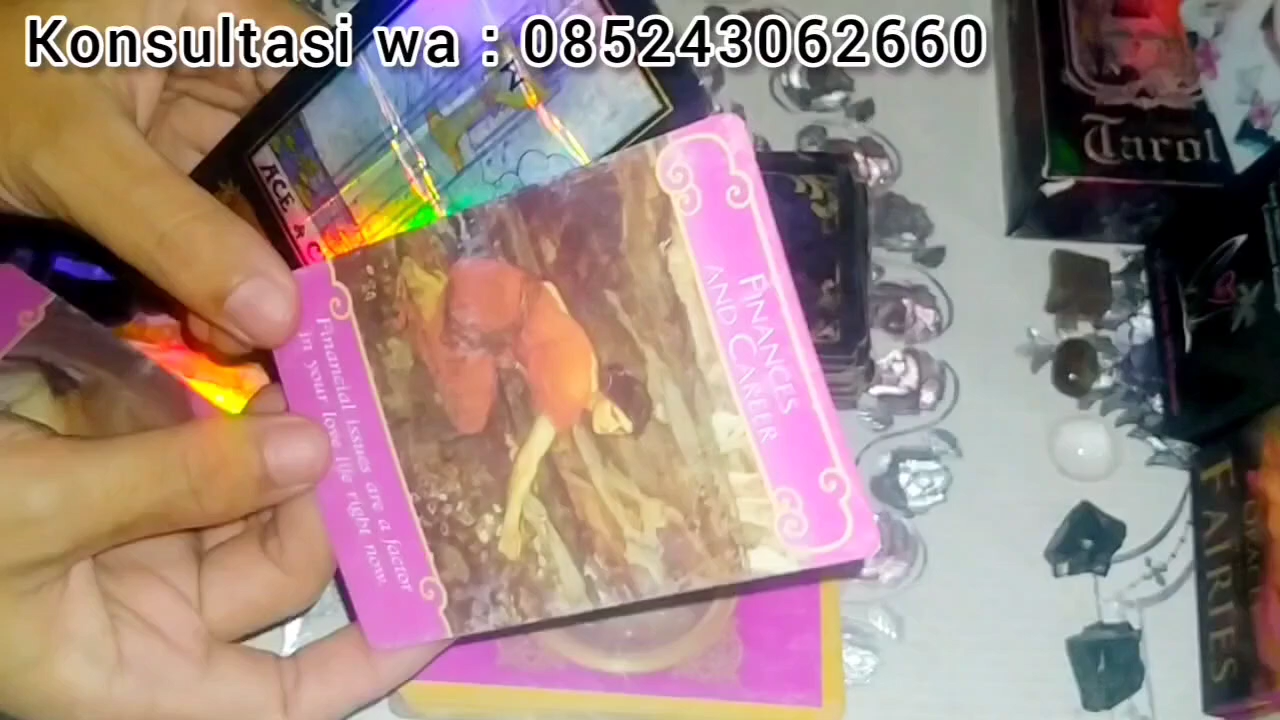 Konsultasi wa : 085243062660
ACE
FINANCES
AND CAREER
Financial issues are a factor
in your love life right now.
Tarot
FAIRIES